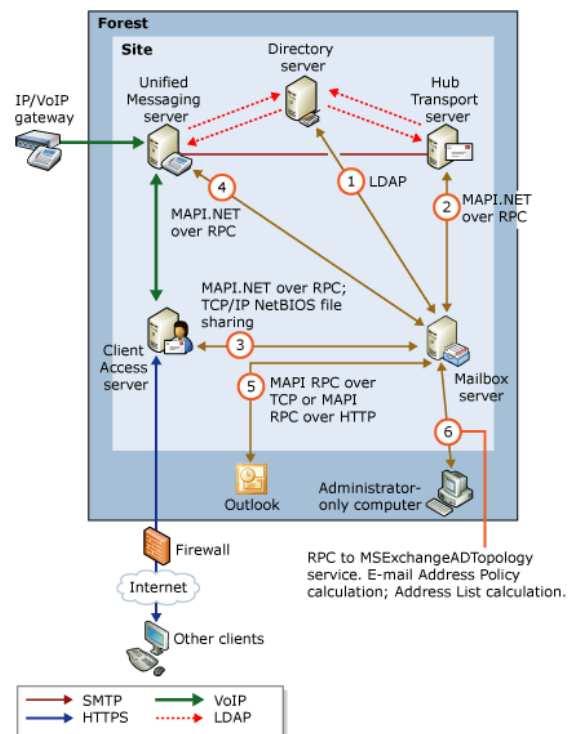 Forest
Site
Directory
server
Unified
Messaging
server
Hub
Transport
server
IP/VoIP
gateway
4
1
LDAP
2
MAPI.NET
over RPC
MAPI.NET
over RPC
MAPI.NET over RPC;
TCP/IP NetBIOS file
sharing
3
Client
Access
server
Mailbox
server
5
MAPI RPC over
TCP or MAPI
RPC over HTTP
6
Outlook
Administrator-
only computer
Firewall
RPC to MSExchangeADTopology
service. E-mail Address Policy
calculation; Address List calculation.
Internet
Other clients
SMTP
VoIP
HTTPS
LDAP